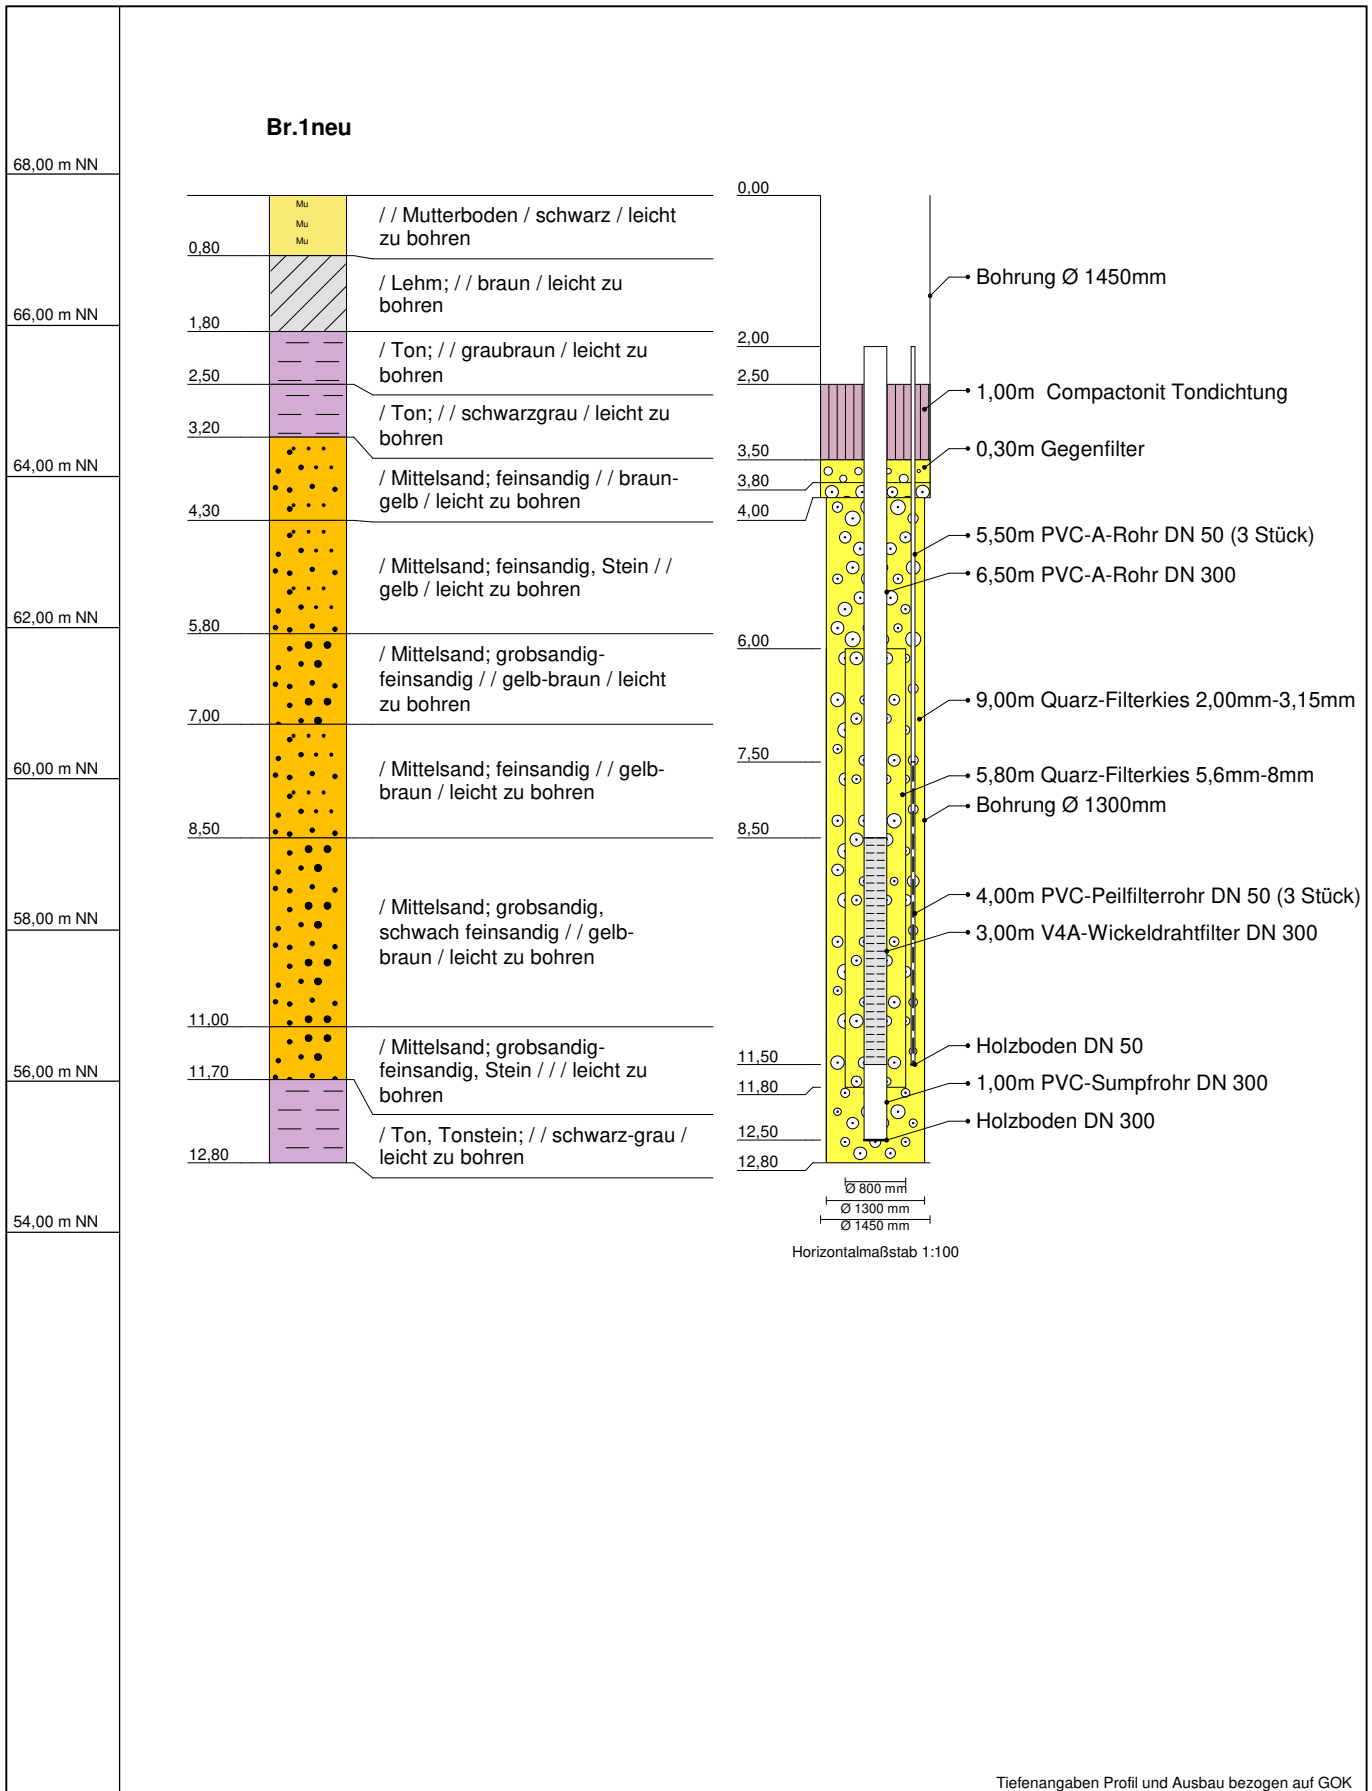 Br.1neu
68,00 m NN
66,00 m NN
64,00 m NN
62,00 m NN
60,00 m NN
58,00 m NN
56,00 m NN
54,00 m NN
Mu
Mu
Mu
0,80
1,80
2,50
3,20
4,30
5,80
7,00
8,50
11,00
11,70
12,80
/ / Mutterboden / schwarz / leicht
zu bohren
/ Lehm; / / braun / leicht zu
bohren
/ Ton; / / graubraun / leicht zu
bohren
/ Ton; / / schwarzgrau / leicht zu
bohren
/ Mittelsand; feinsandig / / braun-
gelb / leicht zu bohren
/ Mittelsand; feinsandig, Stein / /
gelb / leicht zu bohren
/ Mittelsand; grobsandig-
feinsandig / / gelb-braun / leicht
zu bohren
/ Mittelsand; feinsandig / / gelb-
braun / leicht zu bohren
/ Mittelsand; grobsandig,
schwach feinsandig / / gelb-
braun / leicht zu bohren
/ Mittelsand; grobsandig-
feinsandig, Stein / / / leicht zu
bohren
/ Ton, Tonstein; / / schwarz-grau /
leicht zu bohren
0,00
2,00
2,50
3,50
3,80
4,00
6,00
7,50
8,50
11,50
11,80
12,50
12,80
Bohrung Ø 1450mm
1,00m  Compactonit Tondichtung
0,30m Gegenfilter
5,50m PVC-A-Rohr DN 50 (3 Stück)
6,50m PVC-A-Rohr DN 300
9,00m Quarz-Filterkies 2,00mm-3,15mm
5,80m Quarz-Filterkies 5,6mm-8mm
Bohrung Ø 1300mm
4,00m PVC-Peilfilterrohr DN 50 (3 Stück)
3,00m V4A-Wickeldrahtfilter DN 300
Holzboden DN 50
1,00m PVC-Sumpfrohr DN 300
Holzboden DN 300
Ø 800 mm
Ø 1300 mm
Ø 1450 mm
Horizontalmaßstab 1:100
Tiefenangaben Profil und Ausbau bezogen auf GOK